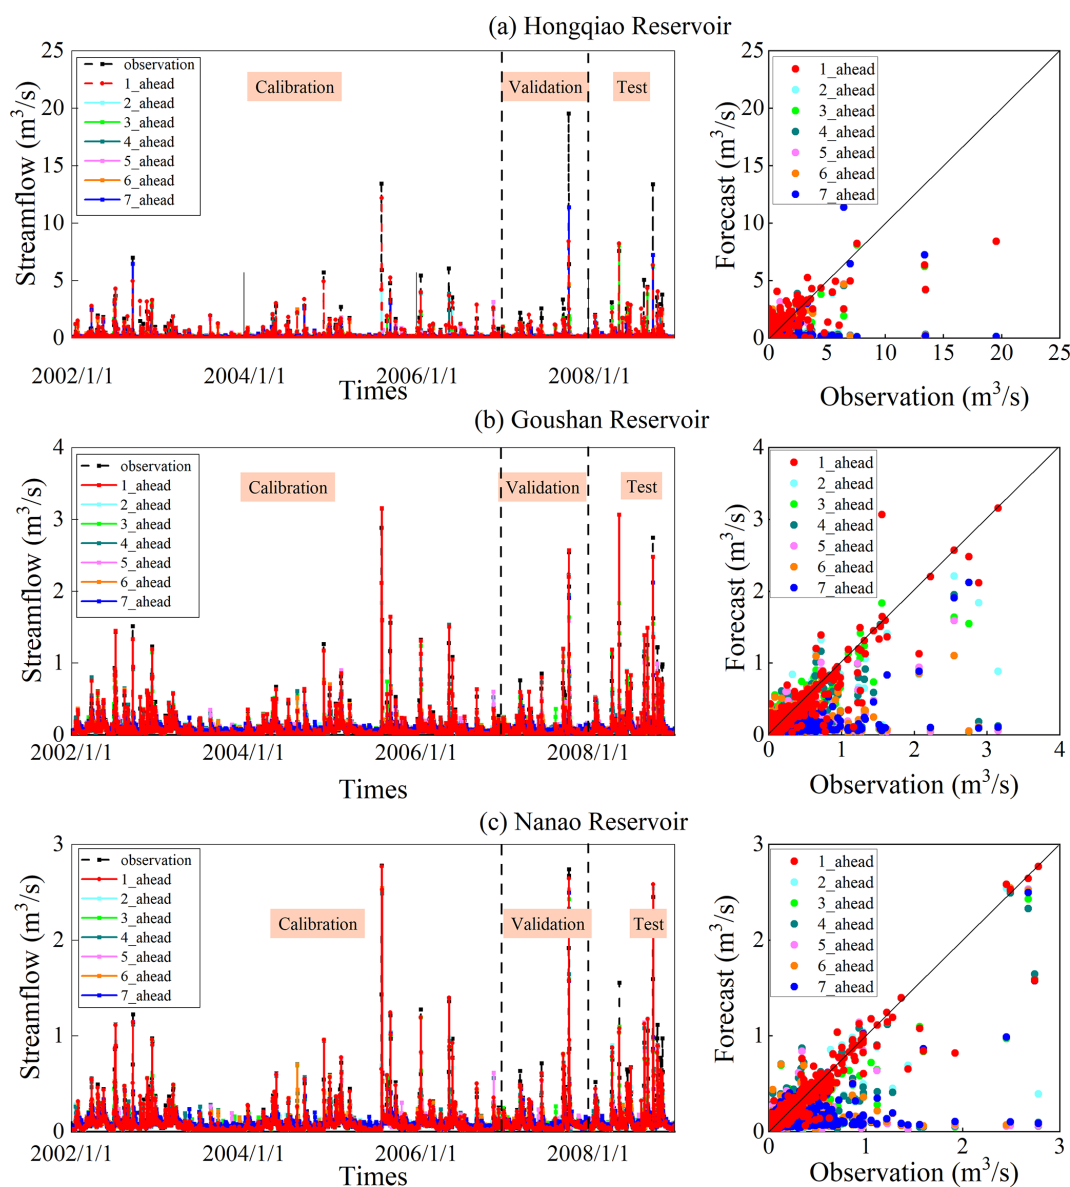 (a) Hongqiao Reservoir
Streamflow (m³/s)
25
20
15
10
5
0
observation
1_ahead
2_ahead
3_ahead
4_ahead
5_ahead
6_ahead
7_ahead
Calibration
Validation
Test
2002/1/1
2004/1/1
2006/1/1
2008/1/1
Times
Forecast (m³/s)
25
20
15
10
5
0
1_ahead
2_ahead
3_ahead
4_ahead
5_ahead
6_ahead
7_ahead
0 5 10 15 20 25
Observation (m³/s)
(b) Goushan Reservoir
Streamflow (m³/s)
4
3
2
1
0
observation
1_ahead
2_ahead
3_ahead
4_ahead
5_ahead
6_ahead
7_ahead
Calibration
Validation
Test
2002/1/1
2004/1/1
2006/1/1
2008/1/1
Times
Forecast (m³/s)
4
3
2
1
0
1_ahead
2_ahead
3_ahead
4_ahead
5_ahead
6_ahead
7_ahead
0 1 2 3 4
Observation (m³/s)
(c) Nanao Reservoir
Streamflow (m³/s)
3
2
1
0
observation
1_ahead
2_ahead
3_ahead
4_ahead
5_ahead
6_ahead
7_ahead
Calibration
Validation
Test
2002/1/1
2004/1/1
2006/1/1
2008/1/1
Times
Forecast (m³/s)
3
2
1
0
1_ahead
2_ahead
3_ahead
4_ahead
5_ahead
6_ahead
7_ahead
0 1 2 3
Observation (m³/s)